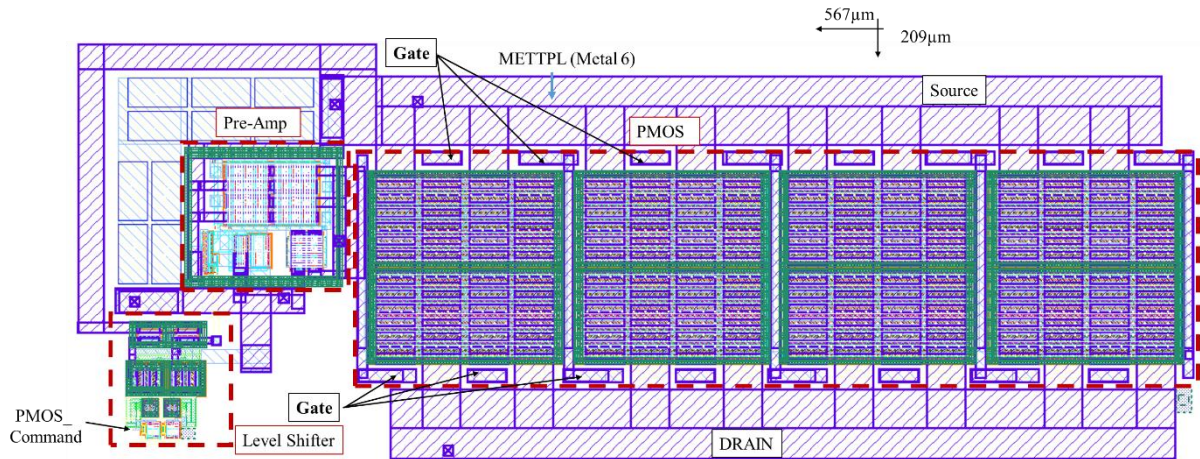 567µm
209µm
Gate
METTPL (Metal 6)
Source
Pre-Amp
PMOS
PMOS_
Command
Gate
Level Shifter
DRAIN